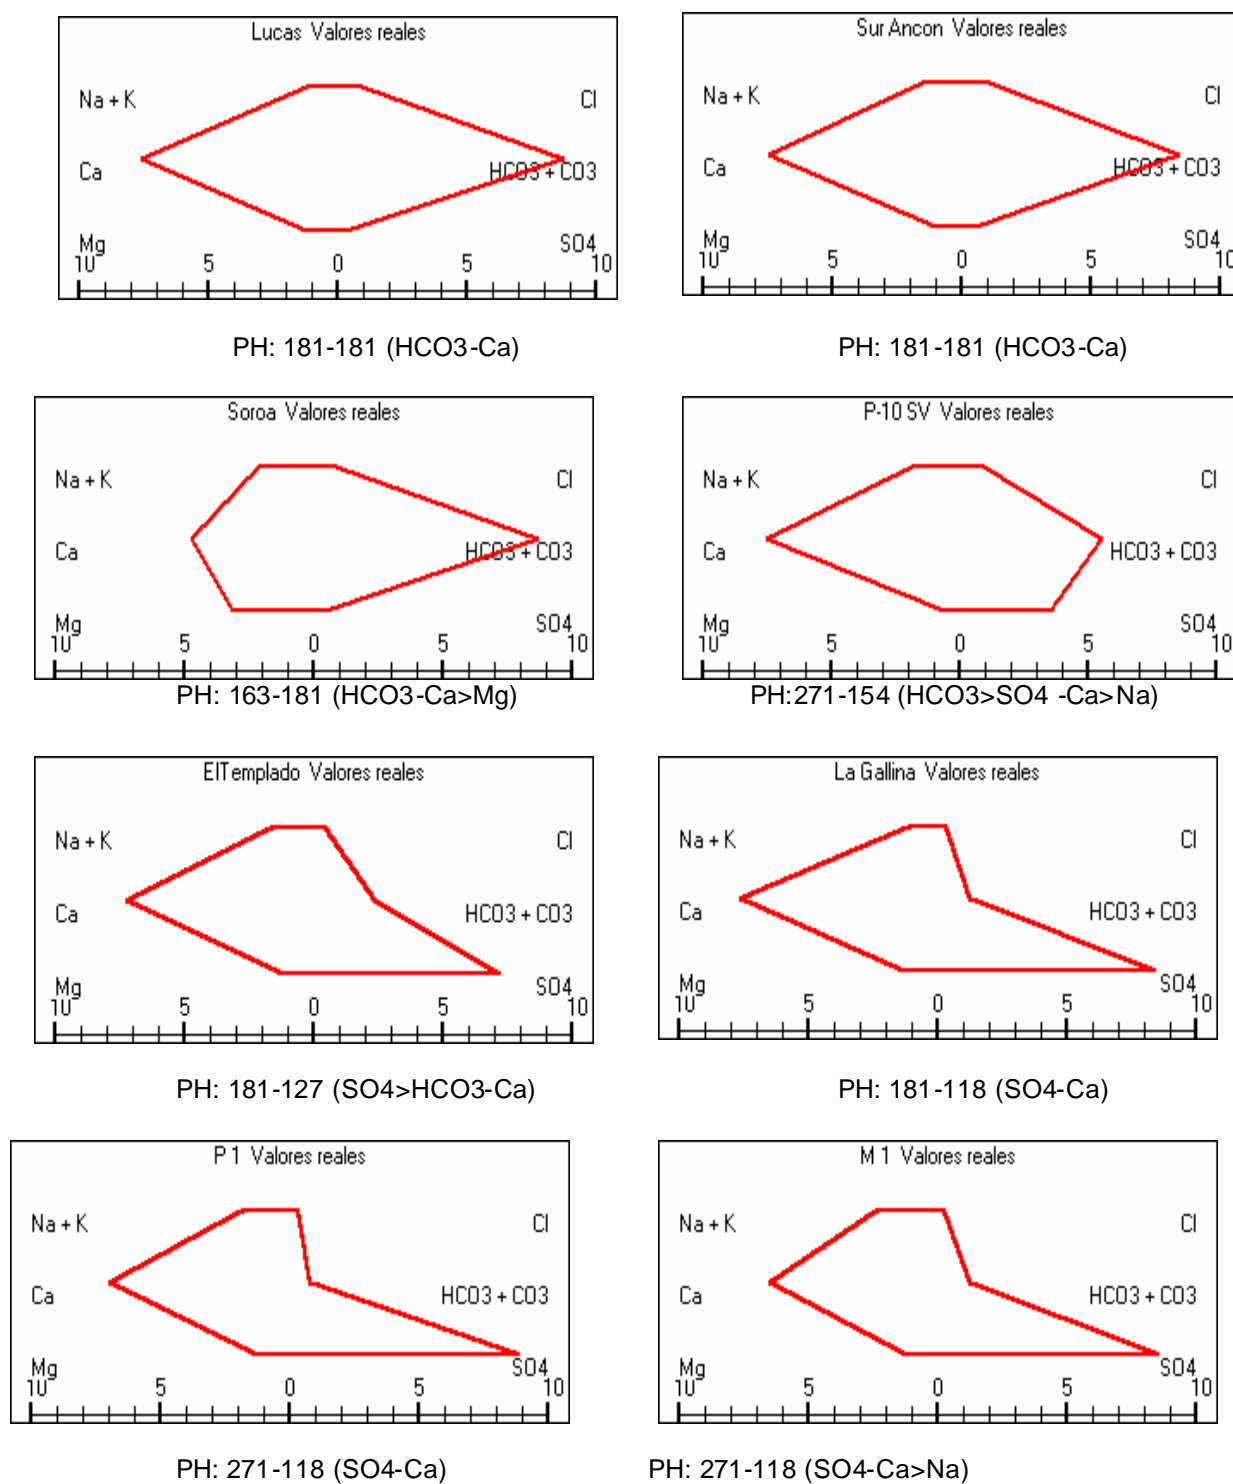 Lucas Valores reales
Na + K
Cl
Ca
HCO3 + CO3
Mg
SO4
10 5 0 5 10
PH: 181-181 (HCO3-Ca)
Sur Ancon Valores reales
Na + K
Cl
Ca
HCO3 + CO3
Mg
SO4
10 5 0 5 10
PH: 181-181 (HCO3-Ca)
Soroa Valores reales
Na + K
Cl
Ca
HCO3 + CO3
Mg
SO4
10 5 0 5 10
PH: 163-181 (HCO3-Ca>Mg)
P-10 SV Valores reales
Na + K
Cl
Ca
HCO3 + CO3
Mg
SO4
10 5 0 5 10
PH:271-154 (HCO3>SO4 -Ca>Na)
ElTemplado Valores reales
Na + K
Cl
Ca
HCO3 + CO3
Mg
SO4
10 5 0 5 10
PH: 181-127 (SO4>HCO3-Ca)
La Gallina Valores reales
Na + K
Cl
Ca
HCO3 + CO3
Mg
SO4
10 5 0 5 10
PH: 181-118 (SO4-Ca)
P 1 Valores reales
Na + K
Cl
Ca
HCO3 + CO3
Mg
SO4
10 5 0 5 10
PH: 271-118 (SO4-Ca)
M 1 Valores reales
Na + K
Cl
Ca
HCO3 + CO3
Mg
SO4
10 5 0 5 10
PH: 271-118 (SO4-Ca>Na)